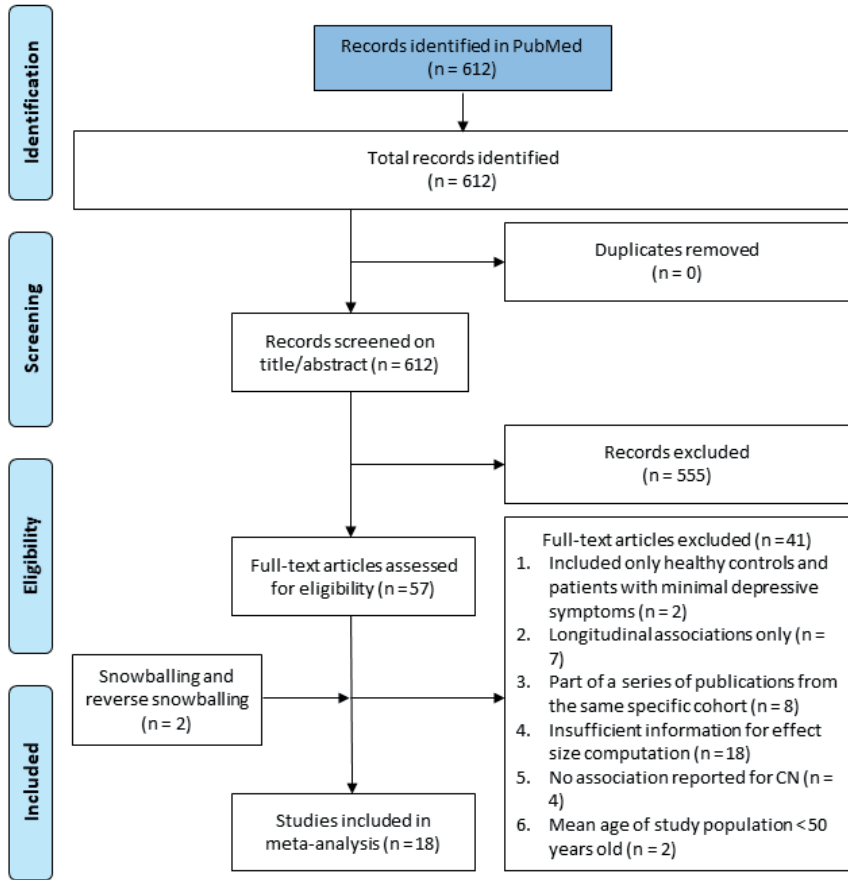 Identification
Records identified in PubMed
(n = 612)
Total records identified
(n = 612)
Screening
Duplicates removed
(n = 0)
Records screened on
title/abstract (n = 612)
Records excluded
(n = 555)
Eligibility
Full-text articles assessed
for eligibility (n = 57)
Full-text articles excluded (n = 41)
1. Included only healthy controls and
patients with minimal depressive
symptoms (n = 2)
2. Longitudinal associations only (n =
7)
3. Part of a series of publications from
the same specific cohort (n = 8)
4. Insufficient information for effect
size computation (n = 18)
5. No association reported for CN (n =
4)
6. Mean age of study population < 50
years old (n = 2)
Snowballing and
reverse snowballing
(n = 2)
Included
Studies included in
meta-analysis (n = 18)